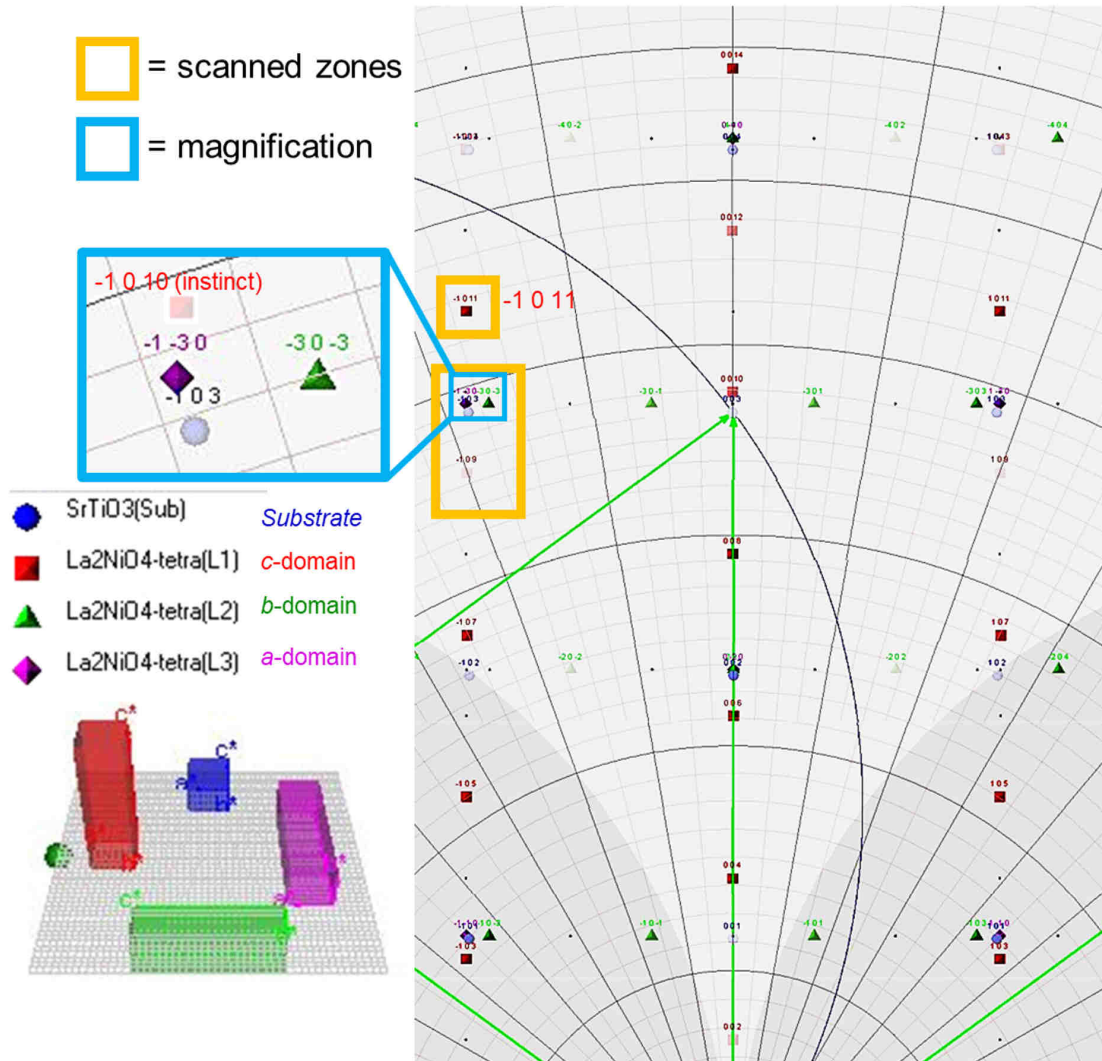 = scanned zones
= magnification
-1 0 10 (instinct)
-1 -3 0
-3 0 -3
-1 0 3
SrTiO3(Sub) Substrate
La2NiO4-tetra(L1) c-domain
La2NiO4-tetra(L2) b-domain
La2NiO4-tetra(L3) a-domain
c*
c*
c*
0 0 14
-4 0 -2
-4 0 2
-4 0 4
0 0 12
-1 0 11
-1 0 11
1 0 11
0 0 10
-3 0 -1
-3 0 1
-1 0 9
1 0 9
0 0 8
-1 0 7
1 0 7
-1 0 2
-2 0 -2
-2 0 2
1 0 2
-2 0 4
0 0 6
-1 0 5
1 0 5
0 0 4
-1 0 -1
0 0 1
-1 0 1
-1 0 3
1 0 3
0 0 2